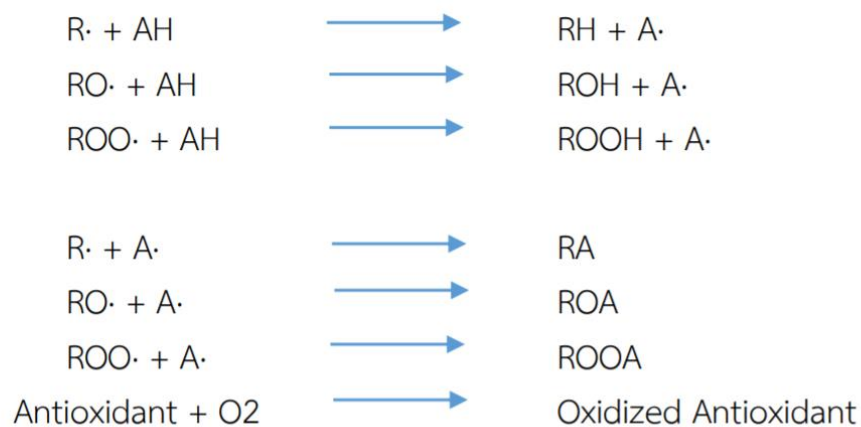 R· + AH → RH + A·
RO· + AH → ROH + A·
ROO· + AH → ROOH + A·
R· + A· → RA
RO· + A· → ROA
ROO· + A· → ROOA
Antioxidant + O2 → Oxidized Antioxidant